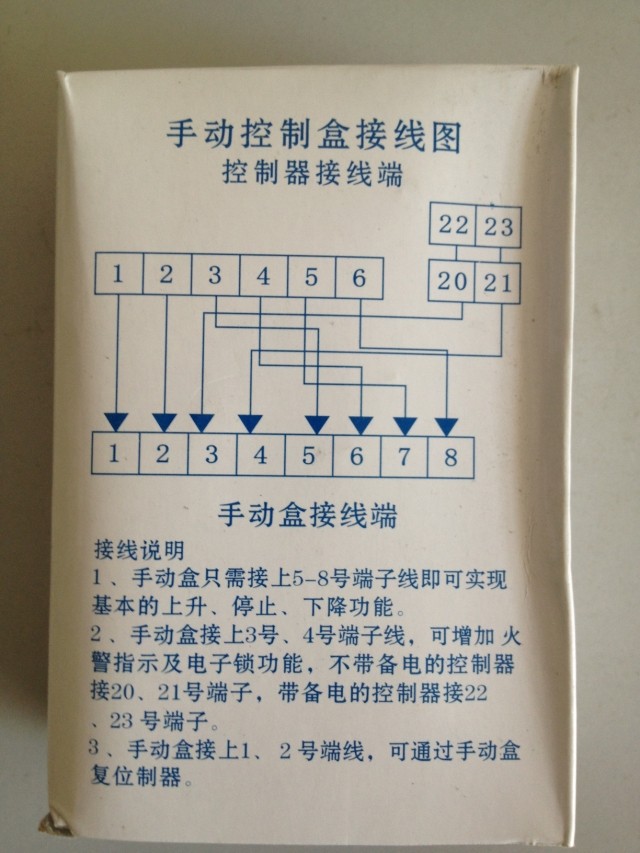 手动控制盒接线图
控制器接线端
22 23
1 2 3 4 5 6
20 21
1 2 3 4 5 6 7 8
手动盒接线端
接线说明
1、手动盒只需接上5-8号端子线即可实现
基本的上升、停止、下降功能。
2、手动盒接上3号、4号端子线，可增加 火
警指示及电子锁功能，不带备电的控制器
接20、21号端子，带备电的控制器接22
、23 号端子。
3、手动盒接上1、2号端线，可通过手动盒
复位制器。